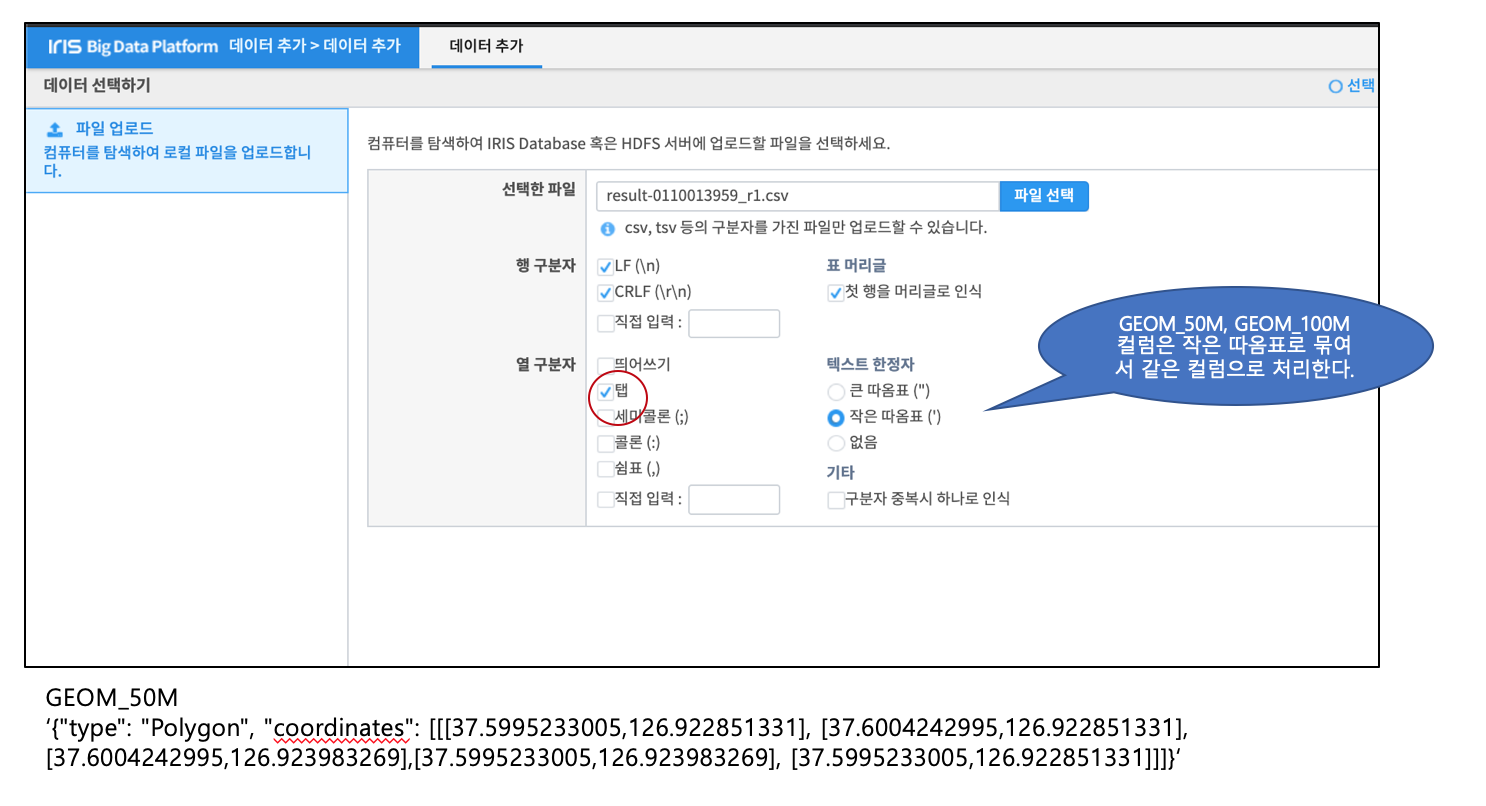 IRIS Big Data Platform 데이터 추가 > 데이터 추가 데이터 추가
데이터 선택하기 선택
파일 업로드
컴퓨터를 탐색하여 로컬 파일을 업로드합니
다.
컴퓨터를 탐색하여 IRIS Database 혹은 HDFS 서버에 업로드할 파일을 선택하세요.
선택한 파일 result-0110013959_r1.csv 파일 선택
csv, tsv 등의 구분자를 가진 파일만 업로드할 수 있습니다.
행 구분자 LF (\n) 표 머리글
CRLF (\r\n) 첫 행을 머리글로 인식
직접 입력 :
열 구분자 띄어쓰기 텍스트 한정자
탭 큰 따옴표 (")
세미콜론 (;) 작은 따옴표 (')
콜론 (:) 없음
쉼표 (,) 기타
직접 입력 : 구분자 중복시 하나로 인식
GEOM_50M, GEOM_100M
컬럼은 작은 따옴표로 묶여
서 같은 컬럼으로 처리한다.
GEOM_50M
‘{"type": "Polygon", "coordinates": [[[37.5995233005,126.922851331], [37.6004242995,126.922851331],
[37.6004242995,126.923983269],[37.5995233005,126.923983269], [37.5995233005,126.922851331]]]}‘